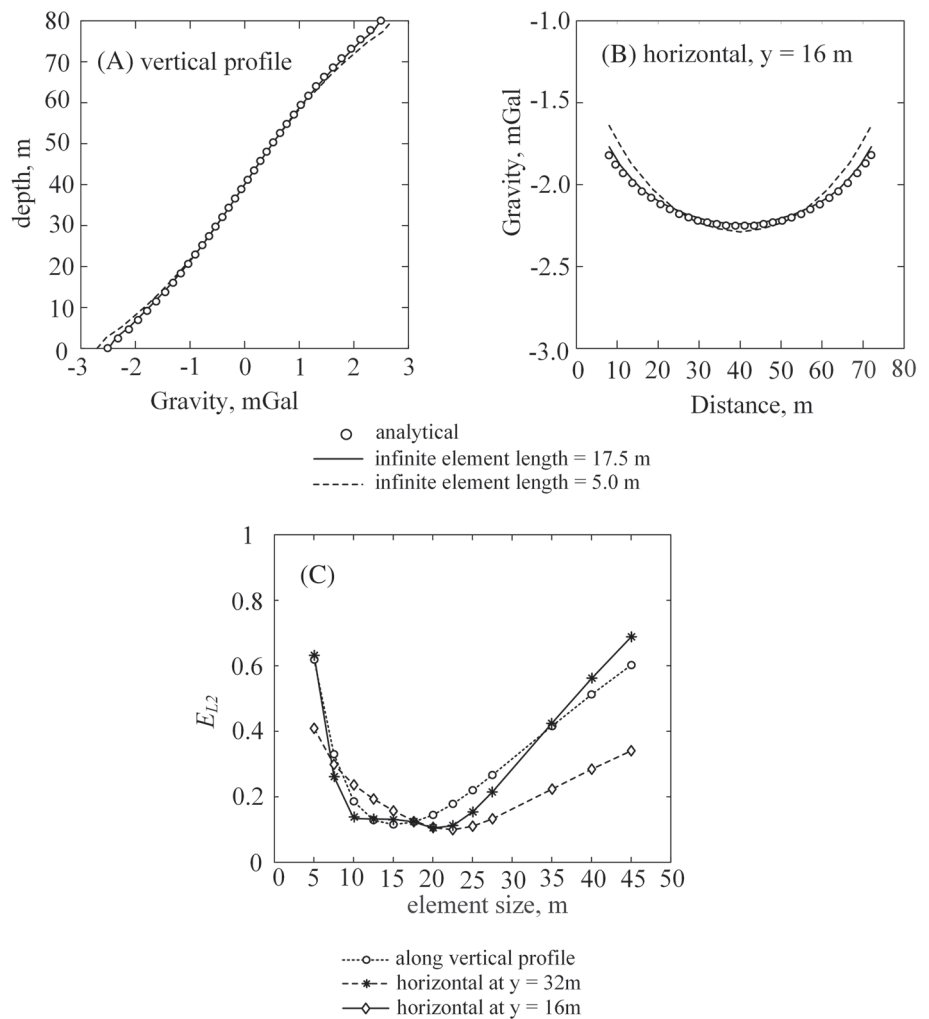 80
70
60
50
40
30
20
10
0
depth, m
(A) vertical profile
-3 -2 -1 0 1 2 3
Gravity, mGal
-1.0
-1.5
-2.0
-2.5
-3.0
Gravity, mGal
(B) horizontal, y = 16 m
0 10 20 30 40 50 60 70 80
Distance, m
analytical
infinite element length = 17.5 m
infinite element length = 5.0 m
1
0.8
0.6
0.4
0.2
0
E_L2
(C)
0 5 10 15 20 25 30 35 40 45 50
element size, m
along vertical profile
horizontal at y = 32m
horizontal at y = 16m